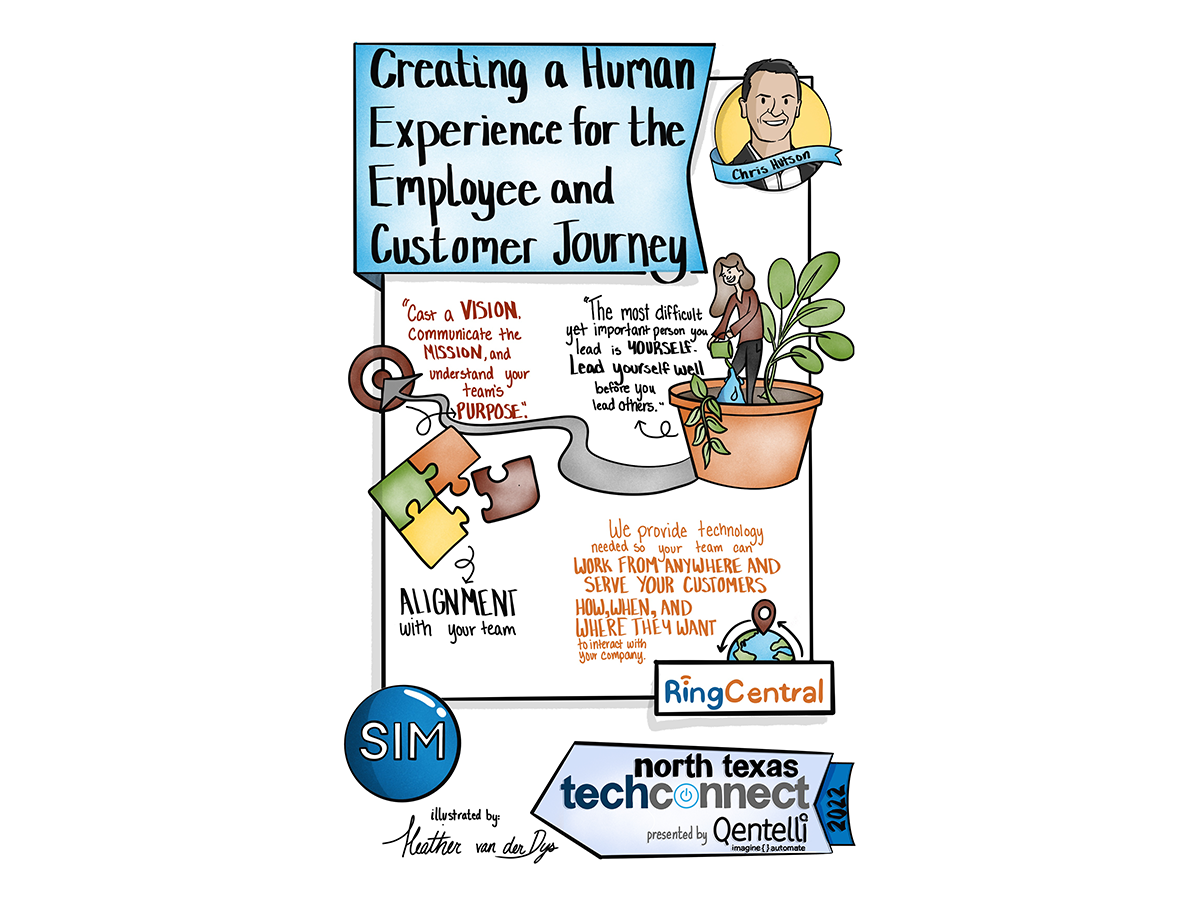 Creating a Human
Experience for the
Employee and
Customer Journey
Chris Hutson
"Cast a VISION,
Communicate the
MISSION, and
understand your
team's
PURPOSE."
"The most difficult
yet important person you
lead is YOURSELF.
Lead yourself well
before you
lead others."
ALIGNMENT
with your team
We provide technology
needed so your team can
WORK FROM ANYWHERE AND
SERVE YOUR CUSTOMERS
HOW, WHEN, AND
WHERE THEY WANT
to interact with
your company.
RingCentral
SIM
north texas
techconnect
2022
presented by Qentelli
imagine { } automate
illustrated by:
Heather van der Dys